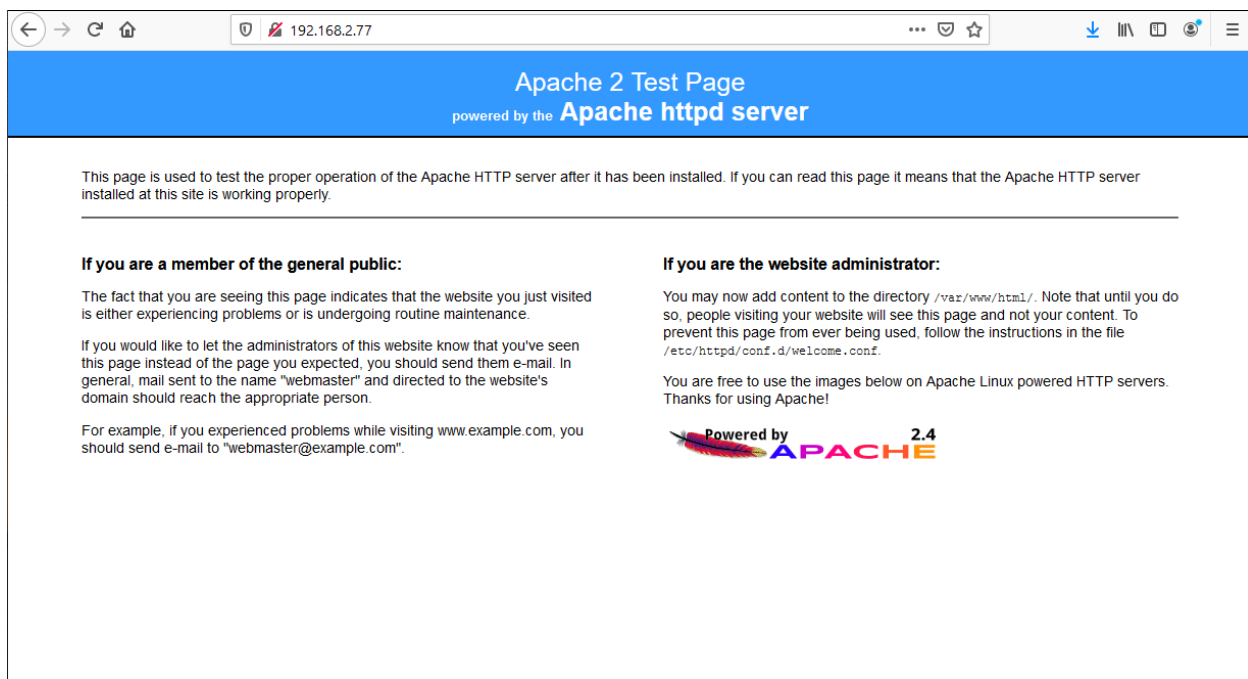 192.168.2.77
Apache 2 Test Page
powered by the Apache httpd server
This page is used to test the proper operation of the Apache HTTP server after it has been installed. If you can read this page it means that the Apache HTTP server
installed at this site is working properly.
If you are a member of the general public:
The fact that you are seeing this page indicates that the website you just visited
is either experiencing problems or is undergoing routine maintenance.
If you would like to let the administrators of this website know that you've seen
this page instead of the page you expected, you should send them e-mail. In
general, mail sent to the name "webmaster" and directed to the website's
domain should reach the appropriate person.
For example, if you experienced problems while visiting www.example.com, you
should send e-mail to "webmaster@example.com".
If you are the website administrator:
You may now add content to the directory /var/www/html/. Note that until you do
so, people visiting your website will see this page and not your content. To
prevent this page from ever being used, follow the instructions in the file
/etc/httpd/conf.d/welcome.conf.
You are free to use the images below on Apache Linux powered HTTP servers.
Thanks for using Apache!
Powered by 2.4
APACHE